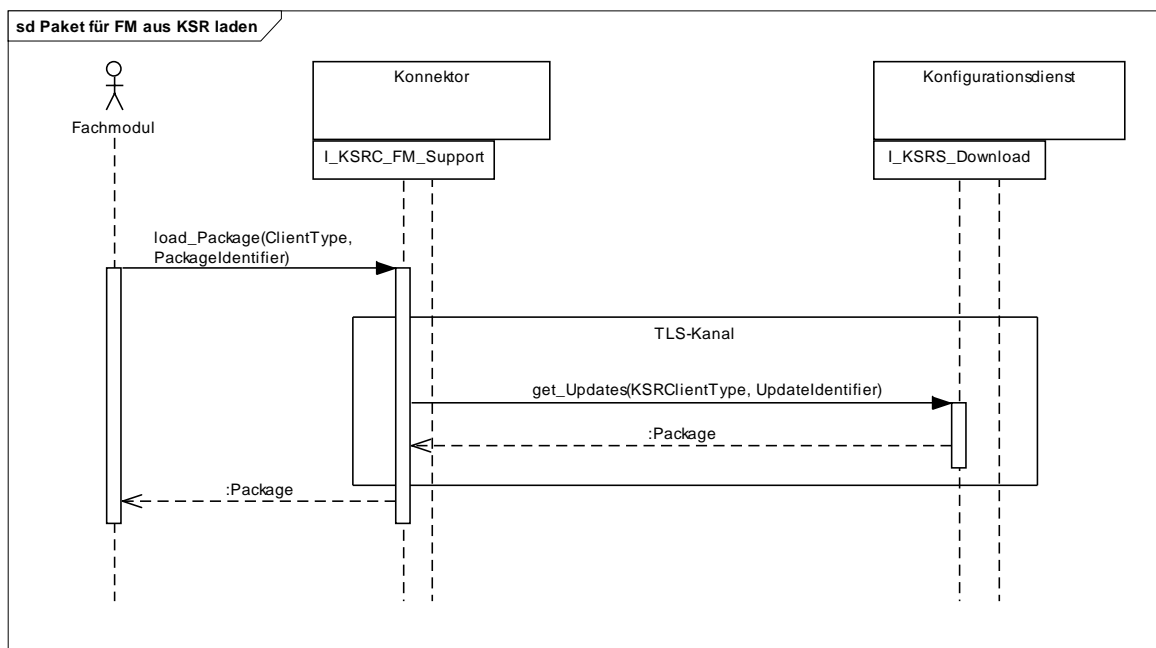 sd Paket für FM aus KSR laden
Konnektor
Konfigurationsdienst
Fachmodul
I_KSRC_FM_Support
I_KSRS_Download
load_Package(ClientType,
PackageIdentifier)
TLS-Kanal
get_Updates(KSRClientType, UpdateIdentifier)
:Package
:Package